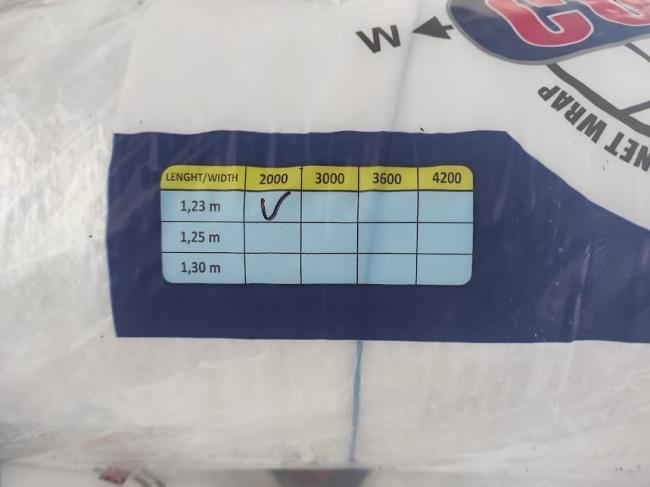 W
NET WRAP
LENGHT/WIDTH 2000 3000 3600 4200
1,23 m ✓
1,25 m
1,30 m